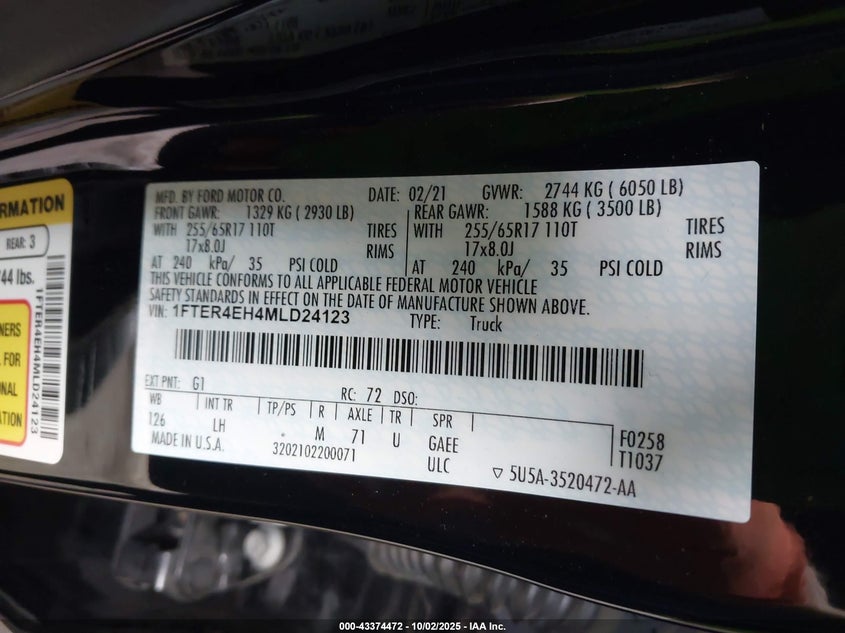 MFD. BY FORD MOTOR CO. DATE: 02/21 GVWR: 2744 KG ( 6050 LB)
FRONT GAWR: 1329 KG ( 2930 LB) REAR GAWR: 1588 KG ( 3500 LB)
WITH 255/65R17 110T TIRES WITH 255/65R17 110T TIRES
17x8.0J RIMS 17x8.0J RIMS
AT 240 kPa/ 35 PSI COLD AT 240 kPa/ 35 PSI COLD
THIS VEHICLE CONFORMS TO ALL APPLICABLE FEDERAL MOTOR VEHICLE
SAFETY STANDARDS IN EFFECT ON THE DATE OF MANUFACTURE SHOWN ABOVE.
VIN: 1FTER4EH4MLD24123 TYPE: Truck
EXT PNT: G1 RC: 72 DSO:
WB INT TR TP/PS R AXLE TR SPR
126 LH M 71 U GAEE F0258
MADE IN U.S.A. 3202102200071 ULC T1037
5U5A-3520472-AA
RMATION
REAR: 3
44 lbs.
NERS
FOR
NAL
ATION
1FTER4EH4MLD24123
000-43374472 - 10/02/2025 - IAA Inc.